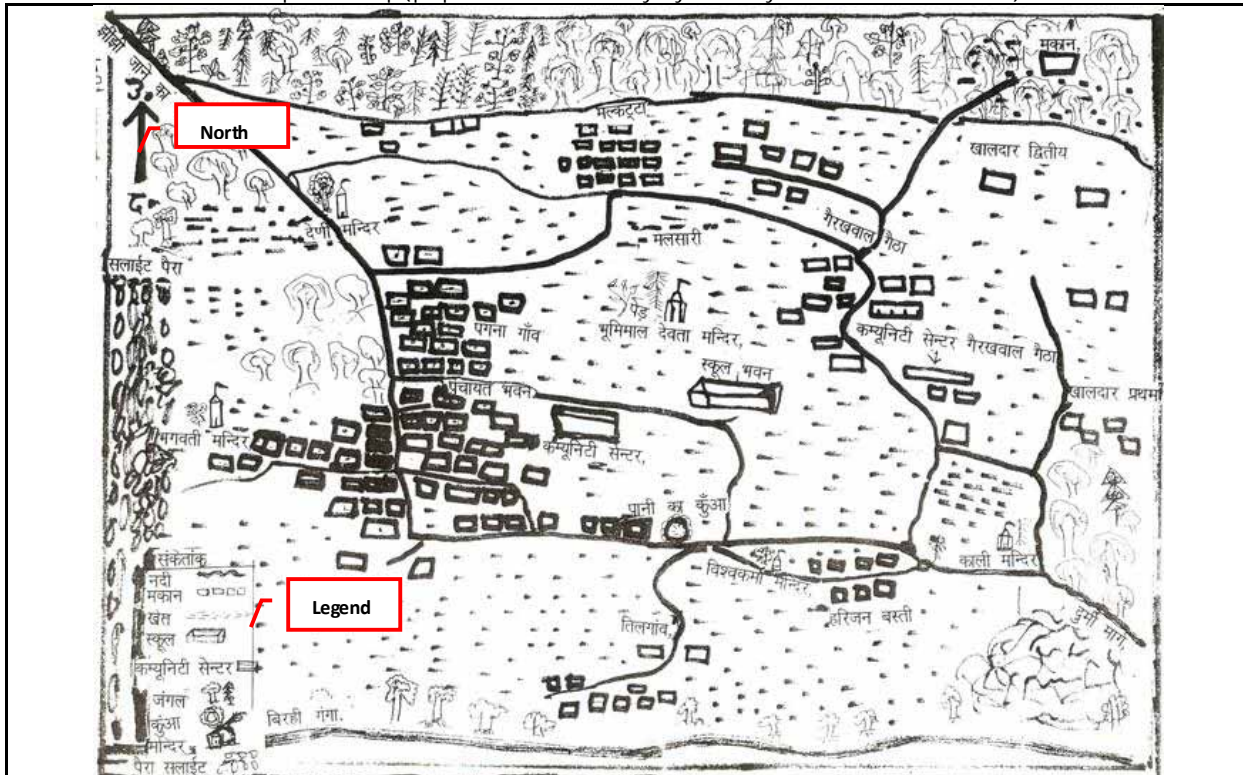 झींझी
जाने
का
उ.
North
द.
मकान,
मल्कट्टा
खालदार द्वितीय
गैरखवाल गैठा
देणी मन्दिर
मलसारी
सलाईट पैरा
पेड़
भूमिमाल देवता मन्दिर,
पगना गाँव
कम्यूनिटी सेन्टर गैरखवाल गैठा
स्कूल भवन
पंचायत भवन
खालदार प्रथम
भगवती मन्दिर
कम्यूनिटी सेन्टर,
पानी का कुँआ
काली मन्दिर
विश्वकर्मा मन्दिर,
हरिजन बस्ती
तिलगाँव,
दुर्मी मार्ग
Legend
संकेतांक
नदी
मकान
खेत
स्कूल
कम्यूनिटी सेन्टर
जंगल
कुँआ
मन्दिर
पैरा सलाईट
बिरही गंगा.